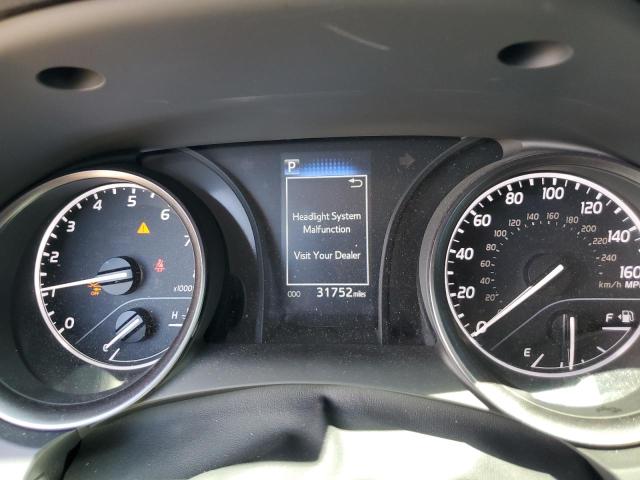 P
Headlight System
Malfunction
Visit Your Dealer
ODO 31752 miles
0
1
2
3
4
5
6
7
OFF
H
0
20
40
60
80
100
120
140
160
MPH
km/h
20
40
60
80
100
120
140
160
180
200
220
240
E
F